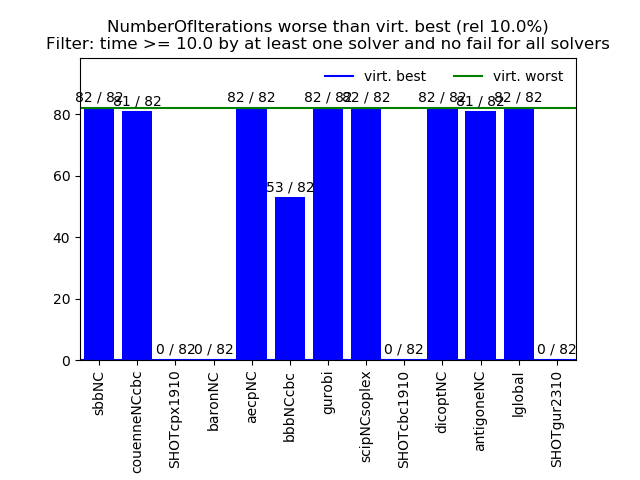 NumberOfIterations worse than virt. best (rel 10.0%)
Filter: time >= 10.0 by at least one solver and no fail for all solvers
virt. best
virt. worst
82 / 82
81 / 82
0 / 82
0 / 82
82 / 82
53 / 82
82 / 82
82 / 82
0 / 82
82 / 82
81 / 82
82 / 82
0 / 82
80
60
40
20
0
sbbNC
couenneNCcbc
SHOTcpx1910
baronNC
aecpNC
bbbNCcbc
gurobi
scipNCsoplex
SHOTcbc1910
dicoptNC
antigoneNC
lglobal
SHOTgur2310